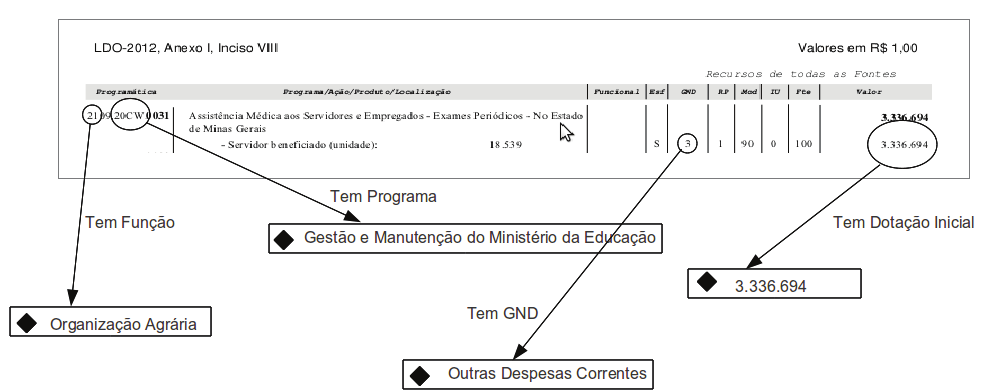 LDO-2012, Anexo I, Inciso VIII
Valores em R$ 1,00
Recursos de todas as Fontes
Programática Programa/Ação/Produto/Localização Funcional Esf GND RP Mod IU Fte Valor
2109.20CW0031 Assistência Médica aos Servidores e Empregados - Exames Periódicos - No Estado 3.336.694
de Minas Gerais
- Servidor beneficiado (unidade): 18.539 S 3 1 90 0 100 3.336.694
Tem Programa
Tem Função
Tem Dotação Inicial
Gestão e Manutenção do Ministério da Educação
3.336.694
Tem GND
Organização Agrária
Outras Despesas Correntes